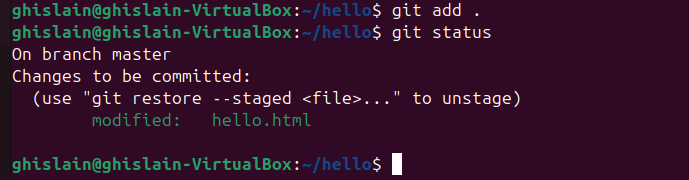 ghislain@ghislain-VirtualBox:~/hello$ git add .
ghislain@ghislain-VirtualBox:~/hello$ git status
On branch master
Changes to be committed:
  (use "git restore --staged <file>..." to unstage)
        modified:   hello.html

ghislain@ghislain-VirtualBox:~/hello$